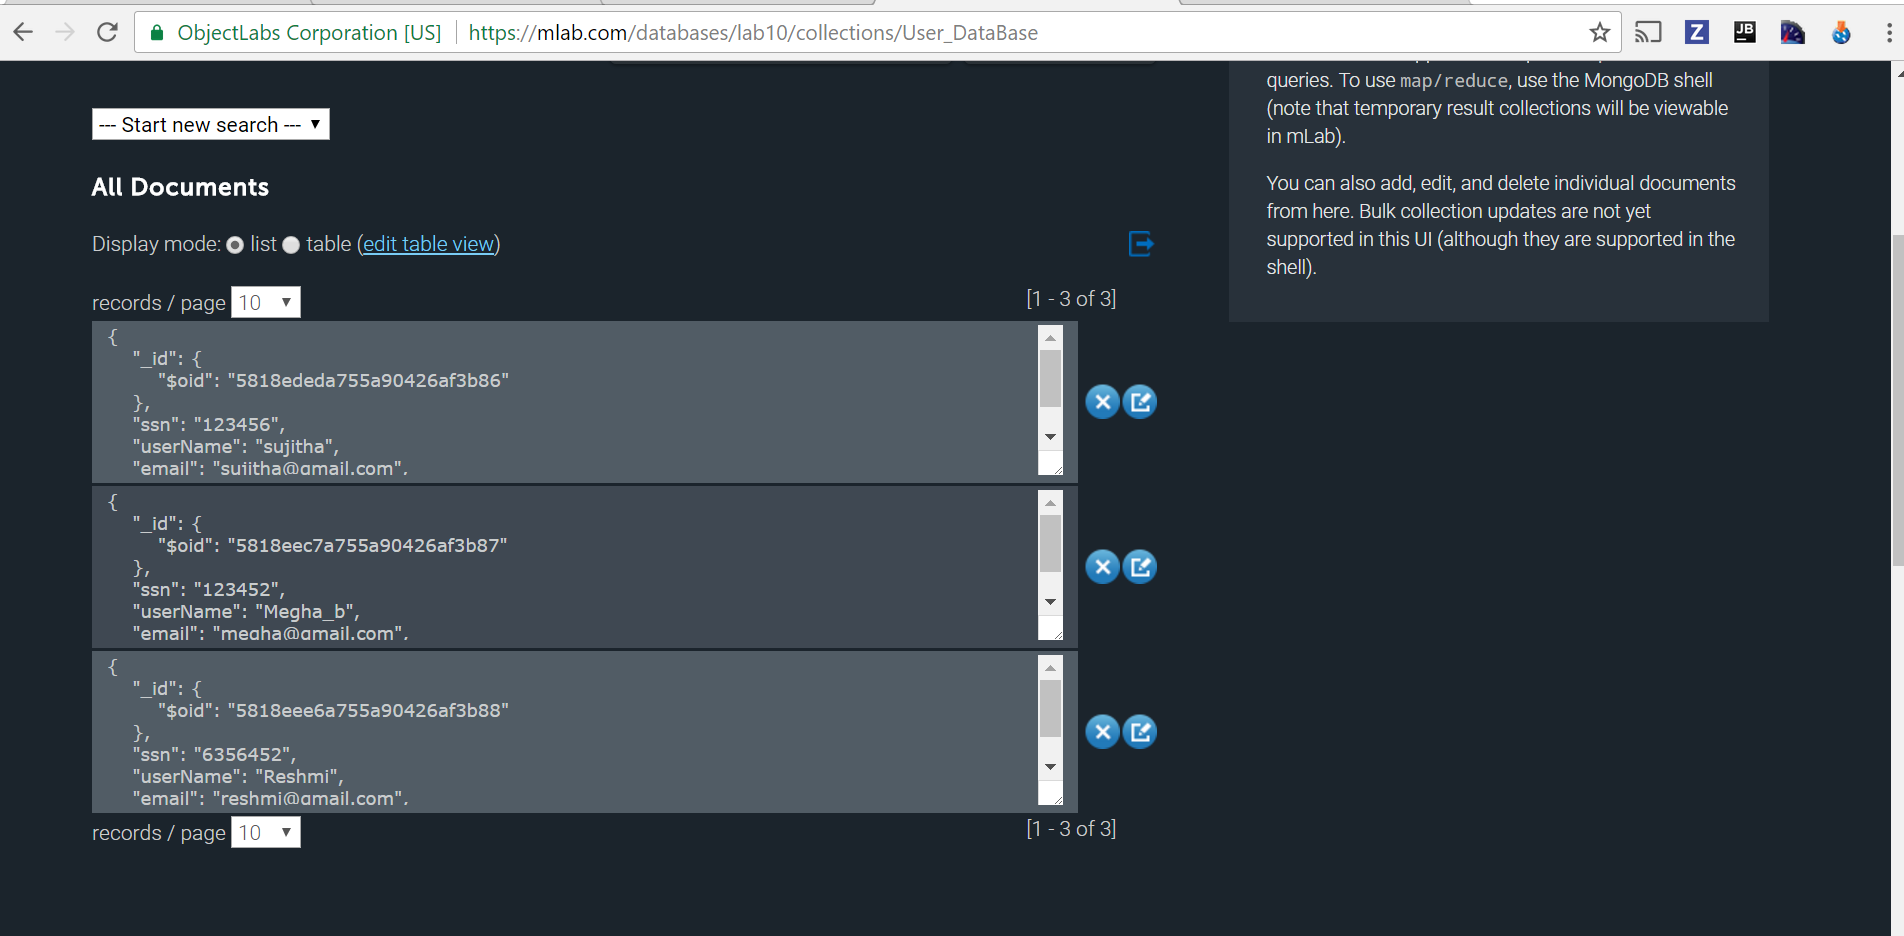 ObjectLabs Corporation [US] https://mlab.com/databases/lab10/collections/User_DataBase
Z
JB
queries. To use map/reduce, use the MongoDB shell
(note that temporary result collections will be viewable
in mLab).
You can also add, edit, and delete individual documents
from here. Bulk collection updates are not yet
supported in this UI (although they are supported in the
shell).
--- Start new search ---
All Documents
Display mode: list table (edit table view)
records / page 10 [1 - 3 of 3]
{
"_id": {
"$oid": "5818ededa755a90426af3b86"
},
"ssn": "123456",
"userName": "sujitha",
"email": "sujitha@gmail.com",
{
"_id": {
"$oid": "5818eec7a755a90426af3b87"
},
"ssn": "123452",
"userName": "Megha_b",
"email": "megha@gmail.com",
{
"_id": {
"$oid": "5818eee6a755a90426af3b88"
},
"ssn": "6356452",
"userName": "Reshmi",
"email": "reshmi@gmail.com",
records / page 10 [1 - 3 of 3]